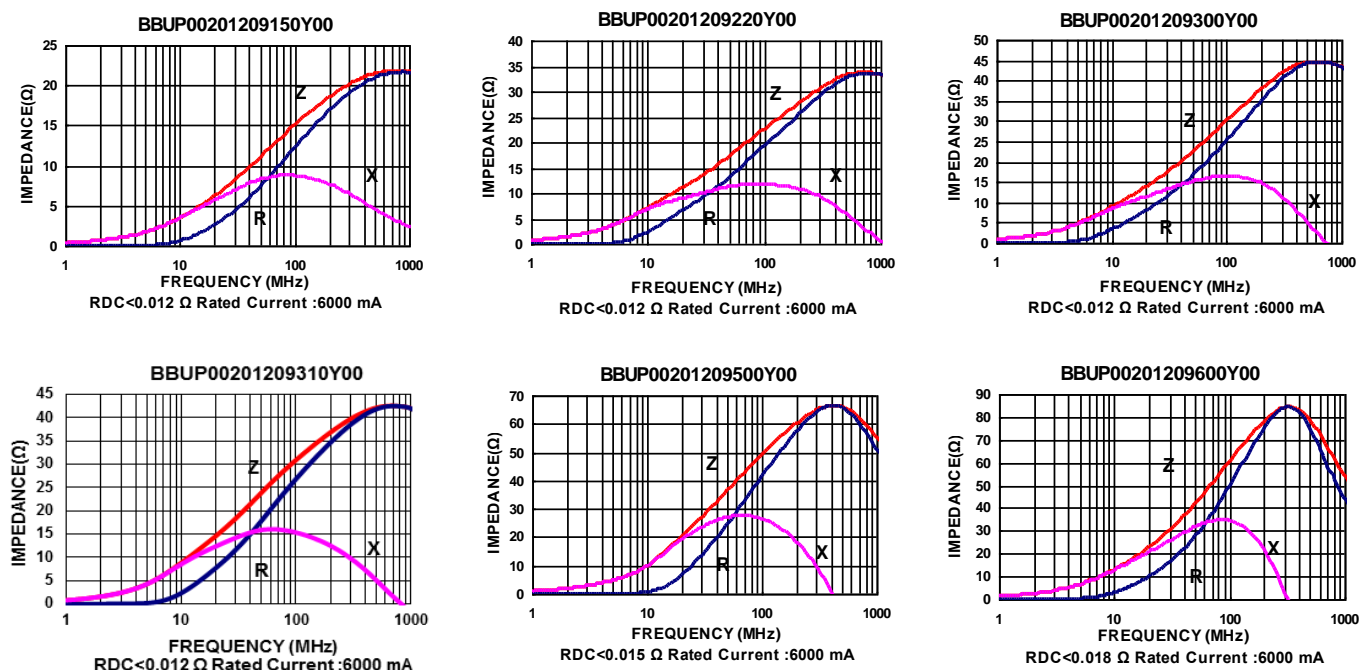 BBUP00201209150Y00
IMPEDANCE(Ω)
25
20
15
10
5
0
Z
X
R
1 10 100 1000
FREQUENCY (MHz)
RDC<0.012 Ω Rated Current :6000 mA
BBUP00201209220Y00
IMPEDANCE(Ω)
40
35
30
25
20
15
10
5
0
Z
X
R
1 10 100 1000
FREQUENCY (MHz)
RDC<0.012 Ω Rated Current :6000 mA
BBUP00201209300Y00
IMPEDANCE(Ω)
50
45
40
35
30
25
20
15
10
5
0
Z
X
R
1 10 100 1000
FREQUENCY (MHz)
RDC<0.012 Ω Rated Current :6000 mA
BBUP00201209310Y00
IMPEDANCE(Ω)
45
40
35
30
25
20
15
10
5
0
Z
X
R
1 10 100 1000
FREQUENCY (MHz)
RDC<0.012 Ω Rated Current :6000 mA
BBUP00201209500Y00
IMPEDANCE(Ω)
70
60
50
40
30
20
10
0
Z
X
R
1 10 100 1000
FREQUENCY (MHz)
RDC<0.015 Ω Rated Current :6000 mA
BBUP00201209600Y00
IMPEDANCE(Ω)
90
80
70
60
50
40
30
20
10
0
Z
X
R
1 10 100 1000
FREQUENCY (MHz)
RDC<0.018 Ω Rated Current :6000 mA